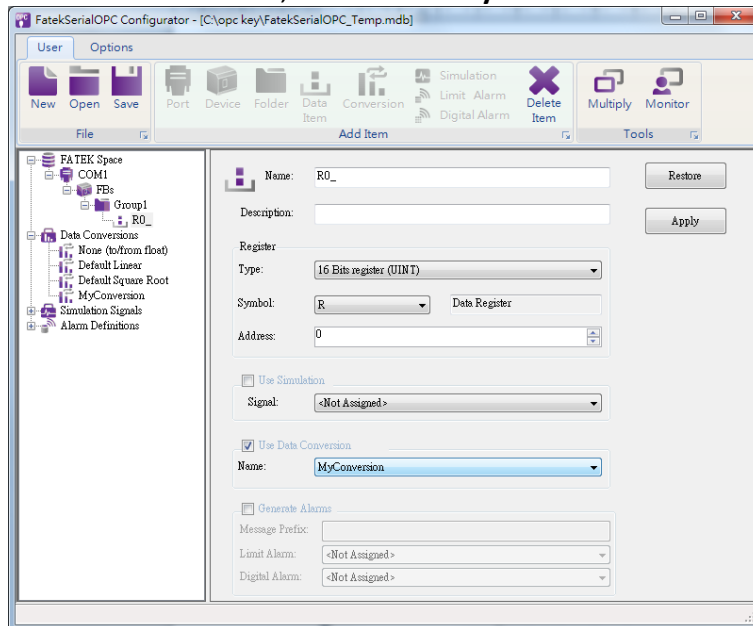 FatekSerialOPC Configurator - [C:\opc key\FatekSerialOPC_Temp.mdb]
User Options
New Open Save Port Device Folder Data Item Conversion Simulation Limit Alarm Digital Alarm Delete Item Multiply Monitor
File Add Item Tools
FATEK Space
COM1
FBs
Group1
R0_
Data Conversions
None (to/from float)
Default Linear
Default Square Root
MyConversion
Simulation Signals
Alarm Definitions
Name: R0_ Restore
Description: Apply
Register
Type: 16 Bits register (UINT)
Symbol: R Data Register
Address: 0
Use Simulation
Signal: <Not Assigned>
Use Data Conversion
Name: MyConversion
Generate Alarms
Message Prefix:
Limit Alarm: <Not Assigned>
Digital Alarm: <Not Assigned>